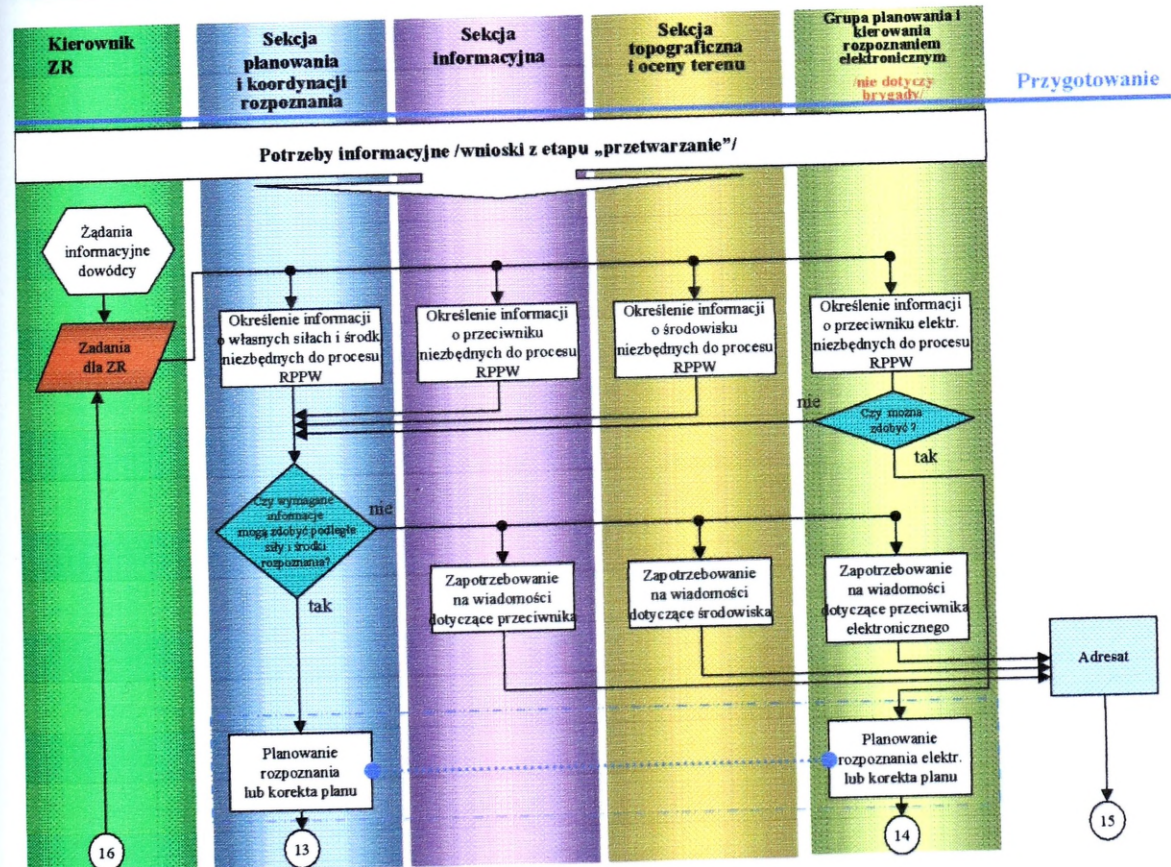 Kierownik
ZR
Sekcja
planowania
i koordynacji
rozpoznania
Sekcja
informacyjna
Sekcja
topograficzna
i oceny terenu
Grupa planowania i
kierowania
rozpoznaniem
elektronicznym
/nie dotyczy
brygady/
Przygotowanie
Potrzeby informacyjne /wnioski z etapu „przetwarzanie”/
Żądania
informacyjne
dowódcy
Zadania
dla ZR
Określenie informacji
o własnych siłach i środk.
niezbędnych do procesu
RPPW
Określenie informacji
o przeciwniku
niezbędnych do procesu
RPPW
Określenie informacji
o środowisku
niezbędnych do procesu
RPPW
Określenie informacji
o przeciwniku elektr.
niezbędnych do procesu
RPPW
nie
Czy można
zdobyć ?
tak
Czy wymagane
informacje
mogą zdobyć podległe
siły i środki
rozpoznania?
nie
tak
Zapotrzebowanie
na wiadomości
dotyczące przeciwnika
Zapotrzebowanie
na wiadomości
dotyczące środowiska
Zapotrzebowanie
na wiadomości
dotyczące przeciwnika
elektronicznego
Adresat
Planowanie
rozpoznania
lub korekta planu
Planowanie
rozpoznania elektr.
lub korekta planu
16
13
14
15